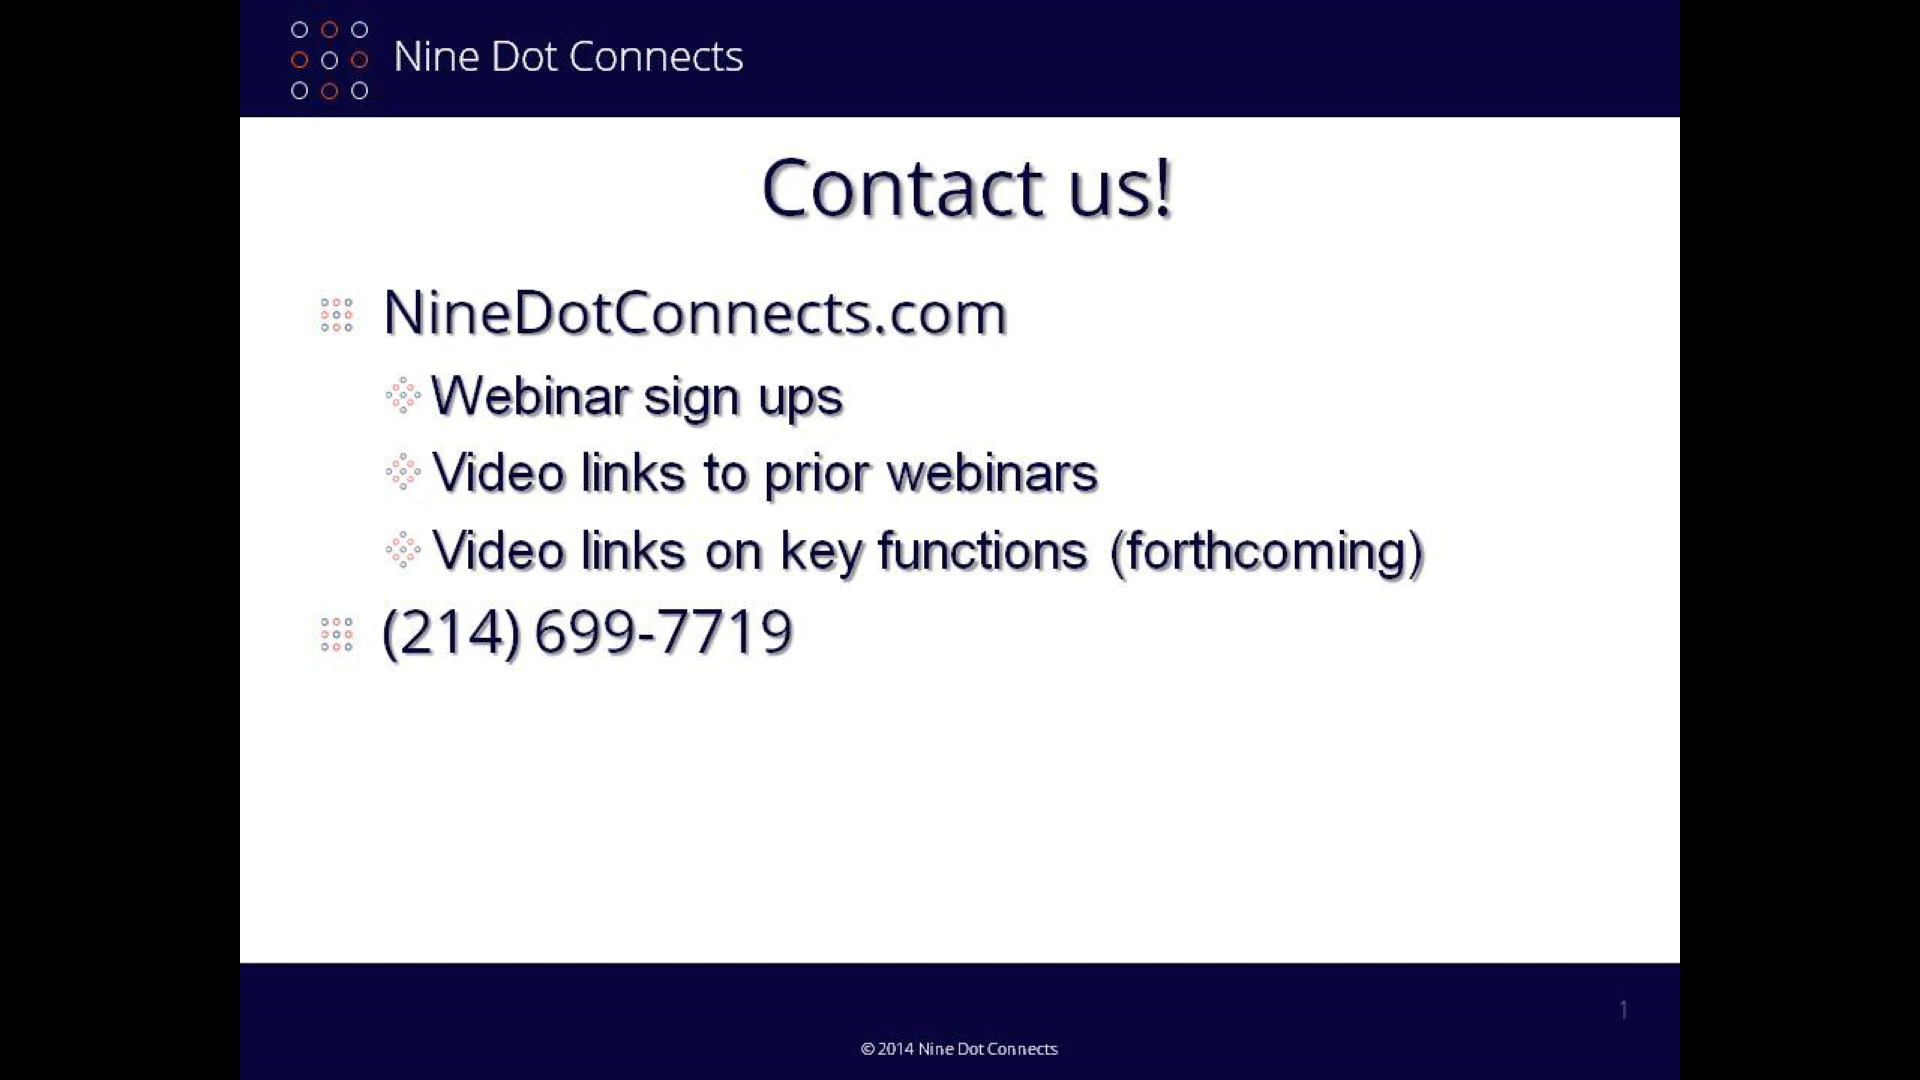 Nine Dot Connects
Contact us!
NineDotConnects.com
Webinar sign ups
Video links to prior webinars
Video links on key functions (forthcoming)
(214) 699-7719
1
© 2014 Nine Dot Connects